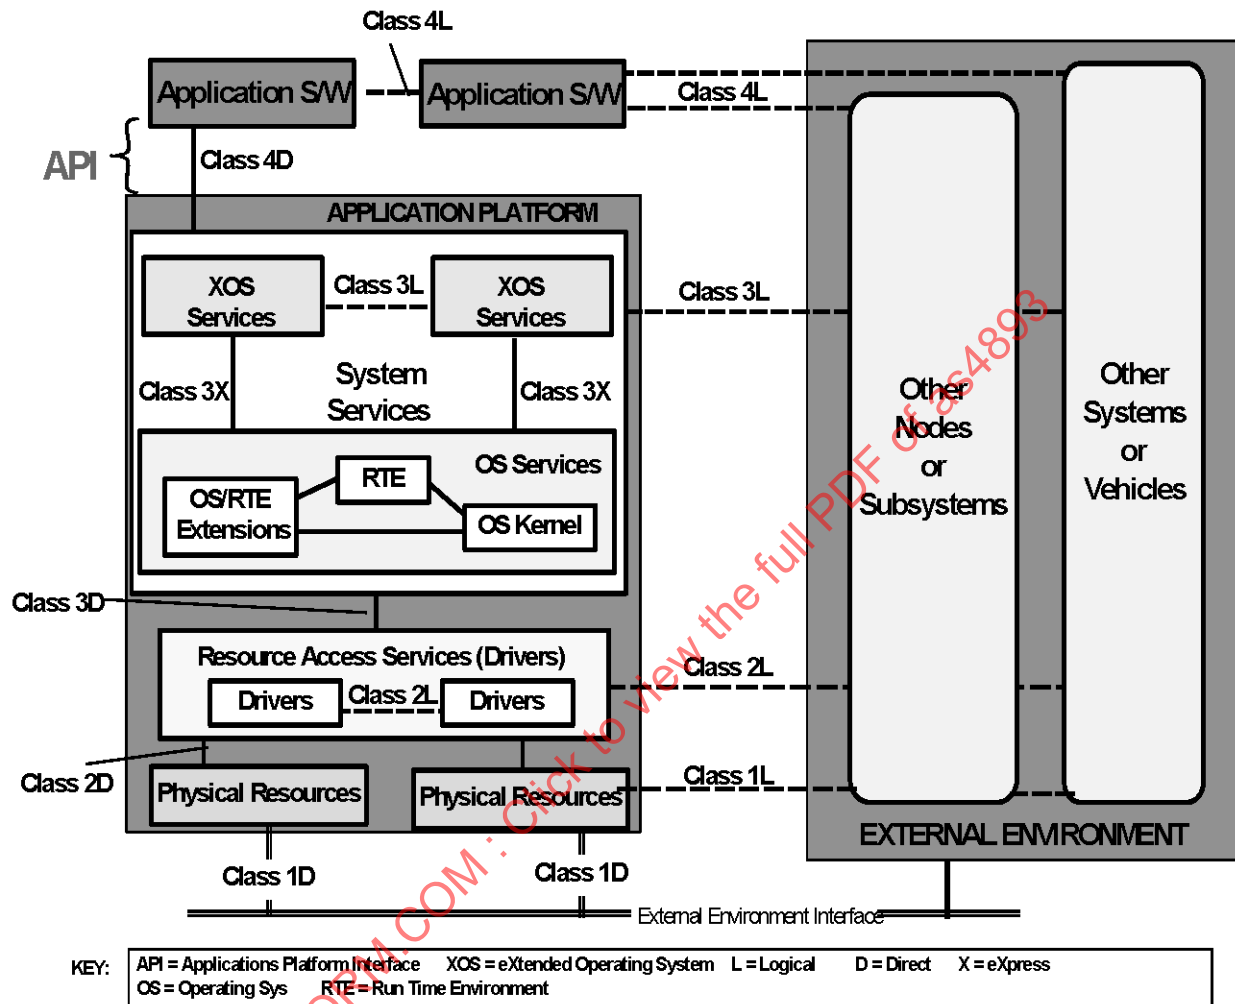 Class 4L
Application S/W
Application S/W
Class 4L
API
Class 4D
APPLICATION PLATFORM
XOS
Services
Class 3L
XOS
Services
Class 3L
Class 3X
System
Services
Class 3X
OS Services
RTE
OS/RTE
Extensions
OS Kernel
Other
Nodes
or
Subsystems
Other
Systems
or
Vehicles
Class 3D
Resource Access Services (Drivers)
Drivers
Class 2L
Drivers
Class 2L
Class 2D
Physical Resources
Physical Resources
Class 1L
EXTERNAL ENVIRONMENT
Class 1D
Class 1D
External Environment Interface
KEY:
API = Applications Platform Interface XOS = eXtended Operating System L = Logical D = Direct X = eXpress
OS = Operating Sys RTE = Run Time Environment
ORM.COM : Click to view the full PDF of as4893